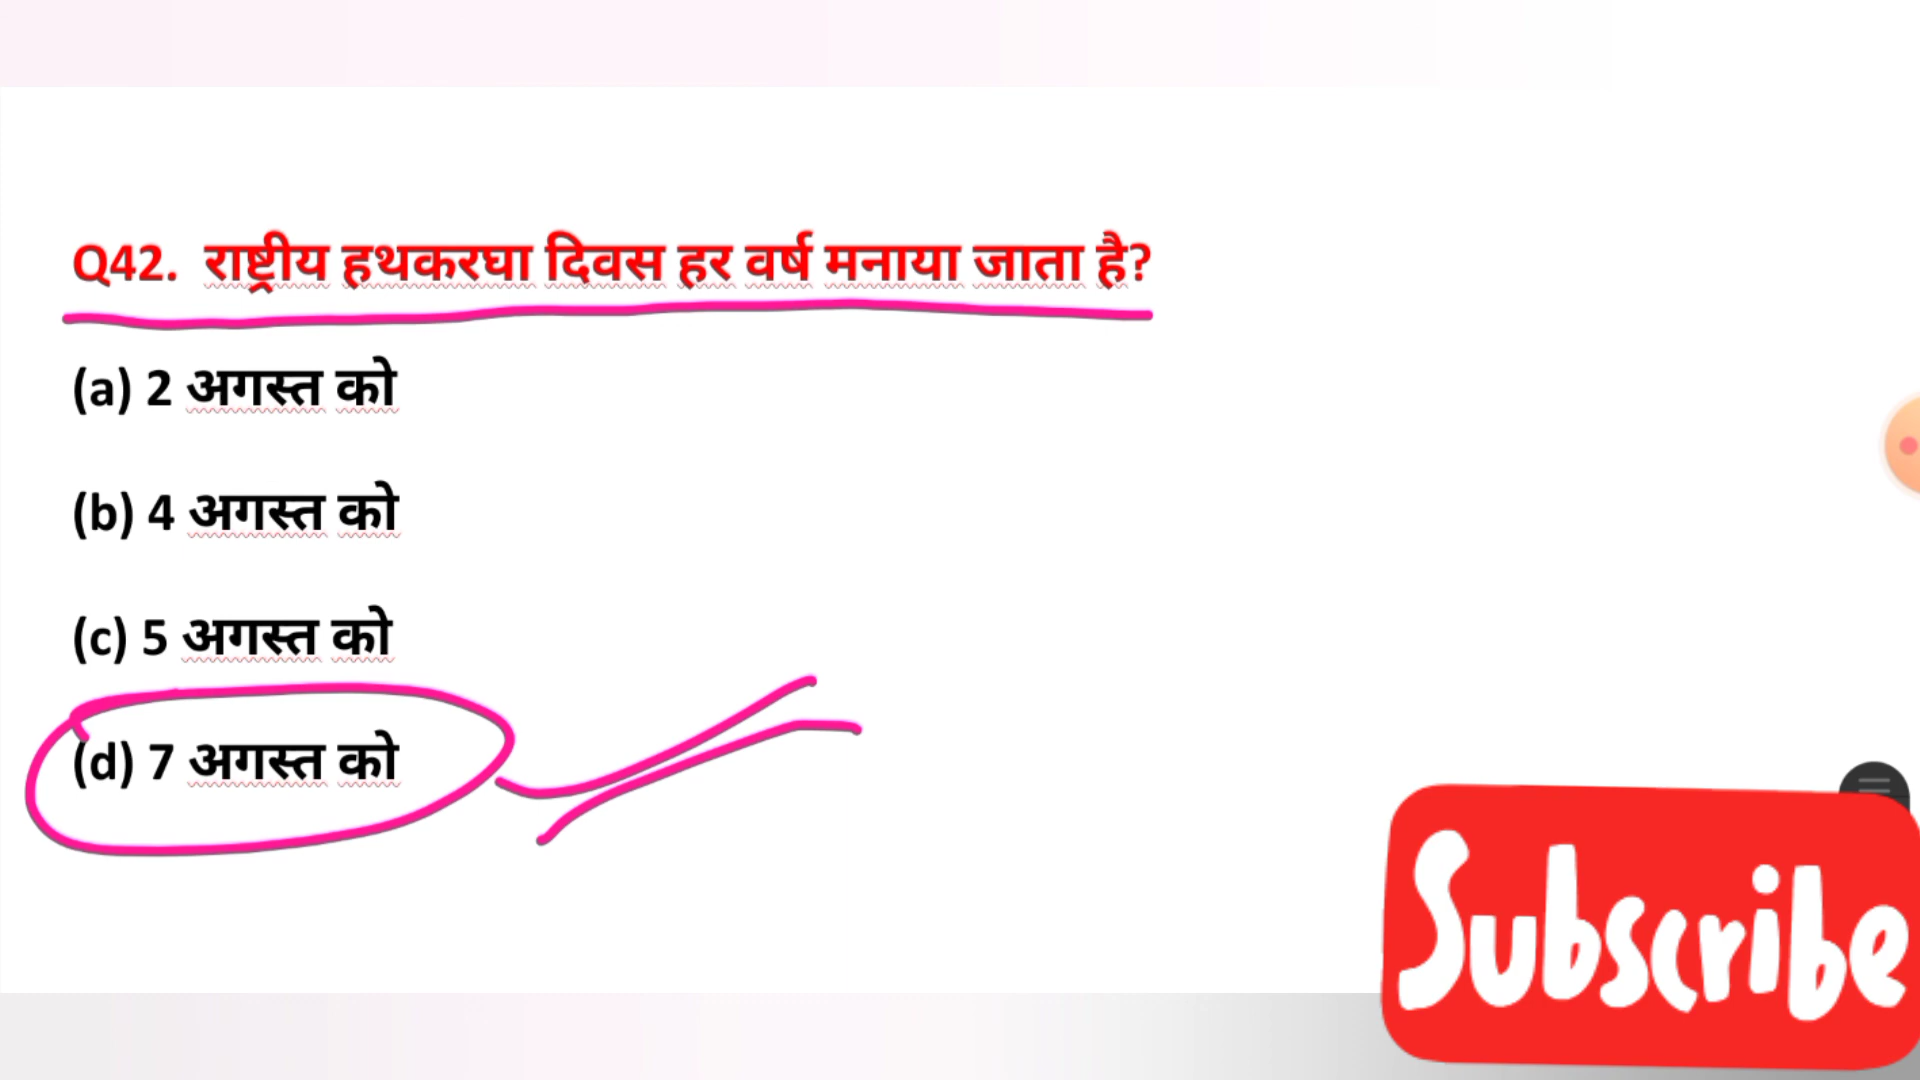 Q42. राष्ट्रीय हथकरघा दिवस हर वर्ष मनाया जाता है?
(a) 2 अगस्त को
(b) 4 अगस्त को
(c) 5 अगस्त को
(d) 7 अगस्त को
Subscribe